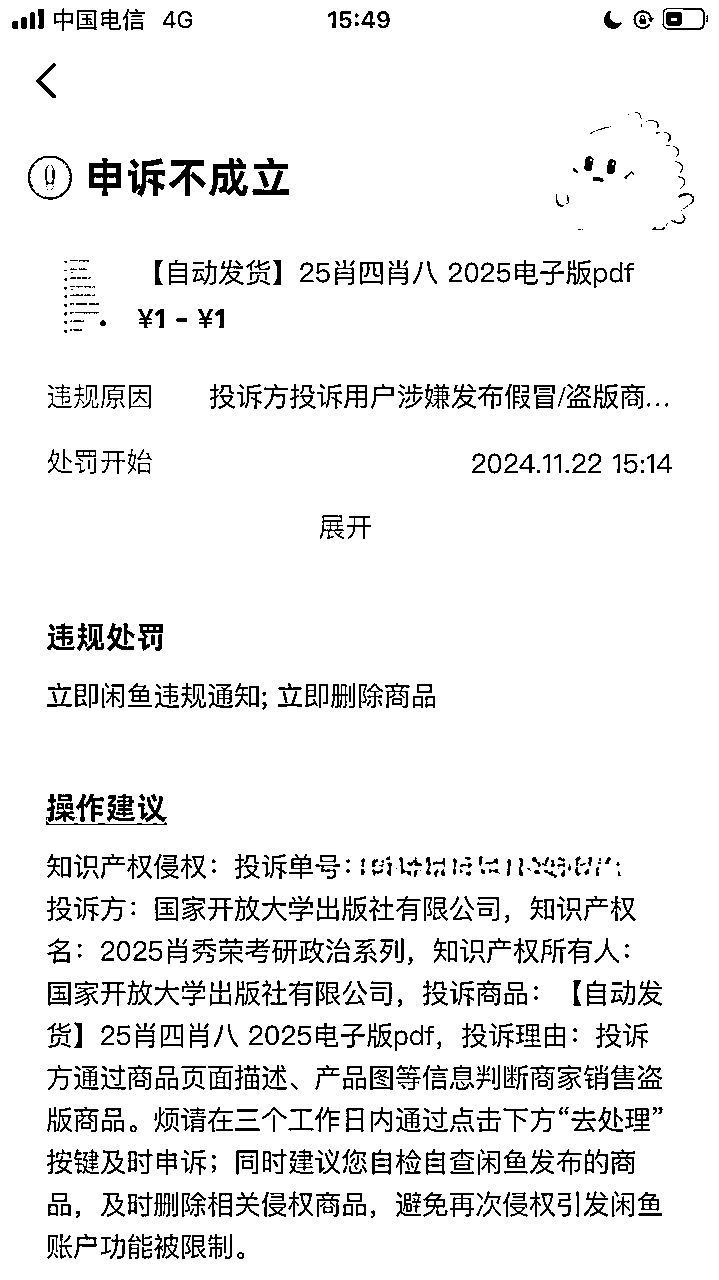 中国电信 4G 15:49
申诉不成立
【自动发货】25肖四肖八 2025电子版pdf
¥1 - ¥1
违规原因 投诉方投诉用户涉嫌发布假冒/盗版商...
处罚开始 2024.11.22 15:14
展开
违规处罚
立即闲鱼违规通知; 立即删除商品
操作建议
知识产权侵权：投诉单号:
投诉方：国家开放大学出版社有限公司，知识产权
名：2025肖秀荣考研政治系列，知识产权所有人：
国家开放大学出版社有限公司，投诉商品：【自动发
货】25肖四肖八 2025电子版pdf，投诉理由：投诉
方通过商品页面描述、产品图等信息判断商家销售盗
版商品。烦请在三个工作日内通过点击下方“去处理”
按键及时申诉；同时建议您自检自查闲鱼发布的商
品，及时删除相关侵权商品，避免再次侵权引发闲鱼
账户功能被限制。